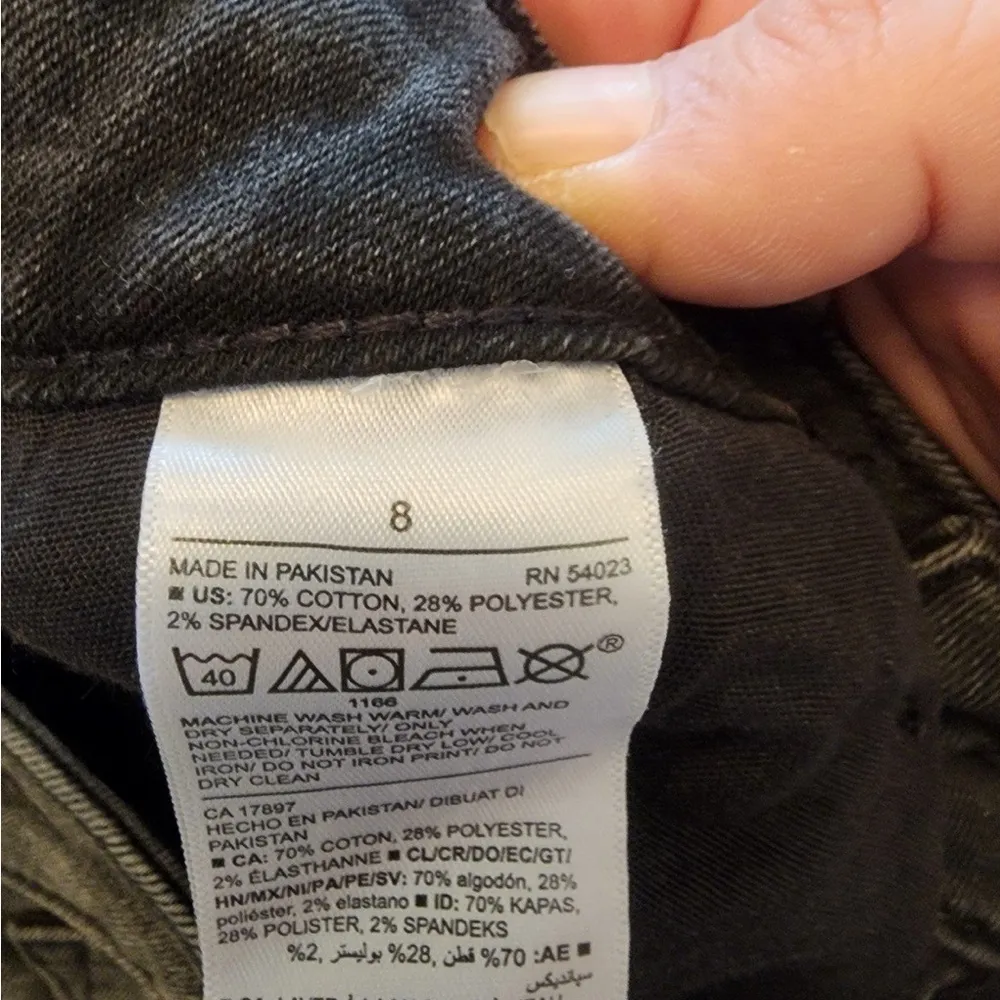 8
MADE IN PAKISTAN RN 54023
■ US: 70% COTTON, 28% POLYESTER,
2% SPANDEX/ELASTANE
40 ®
1166
MACHINE WASH WARM/ WASH AND
DRY SEPARATELY/ ONLY
NON-CHLORINE BLEACH WHEN
NEEDED/ TUMBLE DRY LOW/ COOL
IRON/ DO NOT IRON PRINT/ DO NOT
DRY CLEAN
CA 17897
HECHO EN PAKISTAN/ DIBUAT DI
PAKISTAN
■ CA: 70% COTON, 28% POLYESTER,
2% ÉLASTHANNE ■ CL/CR/DO/EC/GT/
HN/MX/NI/PA/PE/SV: 70% algodón, 28%
poliéster, 2% elastano ■ ID: 70% KAPAS,
28% POLISTER, 2% SPANDEKS
■ AE: 70% قطن, 28% بوليستر, 2%
سپانديكس